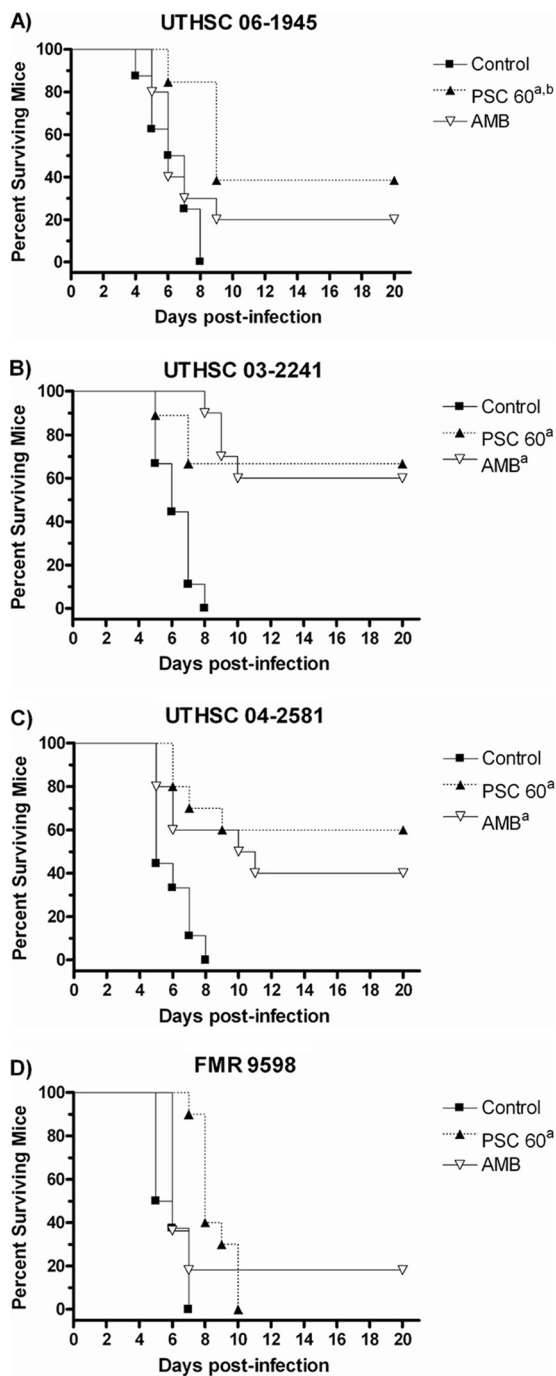 A)
UTHSC 06-1945
Percent Surviving Mice
100
80
60
40
20
0
0 2 4 6 8 10 12 14 16 18 20
Days post-infection
Control
PSC 60a,b
AMB
B)
UTHSC 03-2241
Percent Surviving Mice
100
80
60
40
20
0
0 2 4 6 8 10 12 14 16 18 20
Days post-infection
Control
PSC 60a
AMBa
C)
UTHSC 04-2581
Percent Surviving Mice
100
80
60
40
20
0
0 2 4 6 8 10 12 14 16 18 20
Days post-infection
Control
PSC 60a
AMBa
D)
FMR 9598
Percent Surviving Mice
100
80
60
40
20
0
0 2 4 6 8 10 12 14 16 18 20
Days post-infection
Control
PSC 60a
AMB